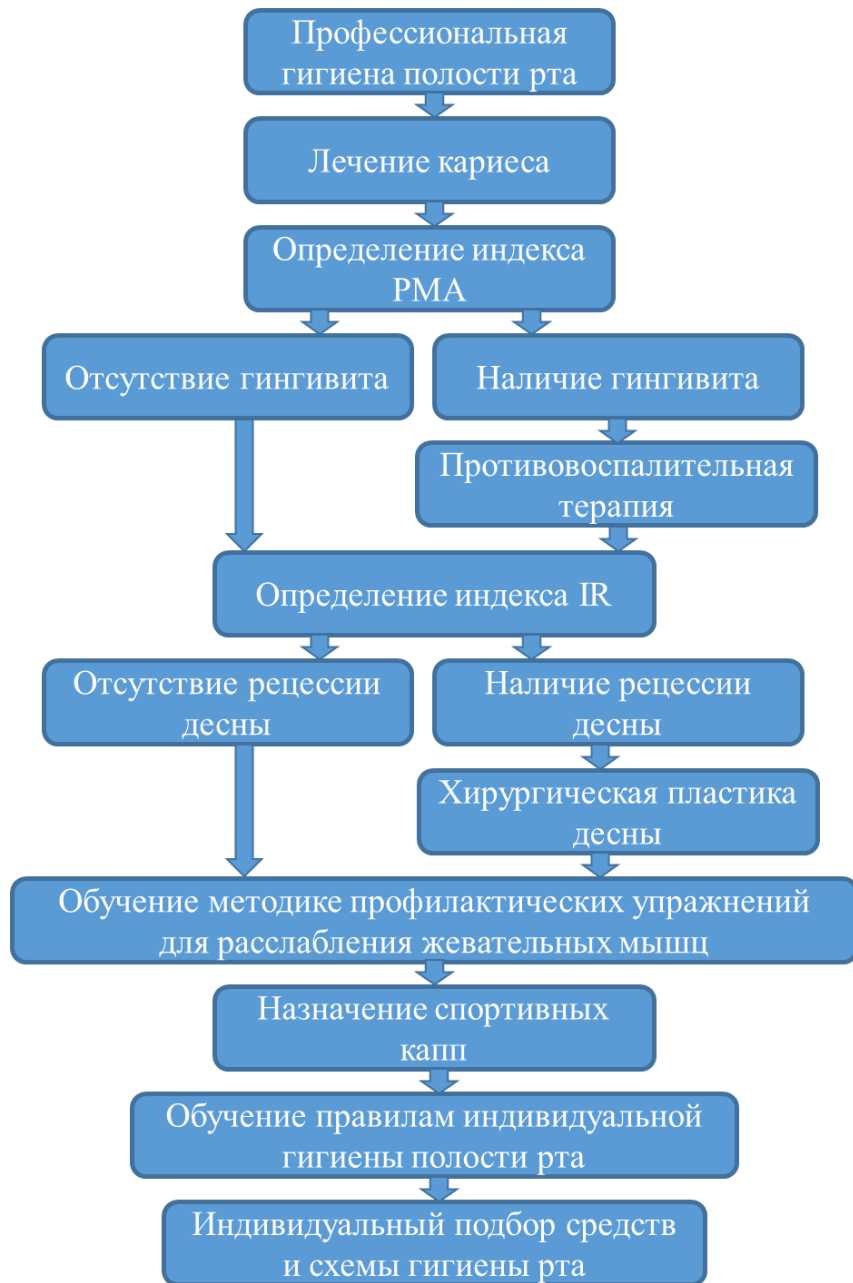 Профессиональная
гигиена полости рта
Лечение кариеса
Определение индекса
PMA
Отсутствие гингивита
Наличие гингивита
Противовоспалительная
терапия
Определение индекса IR
Отсутствие рецессии
десны
Наличие рецессии
десны
Хирургическая пластика
десны
Обучение методике профилактических упражнений
для расслабления жевательных мышц
Назначение спортивных
капп
Обучение правилам индивидуальной
гигиены полости рта
Индивидуальный подбор средств
и схемы гигиены рта